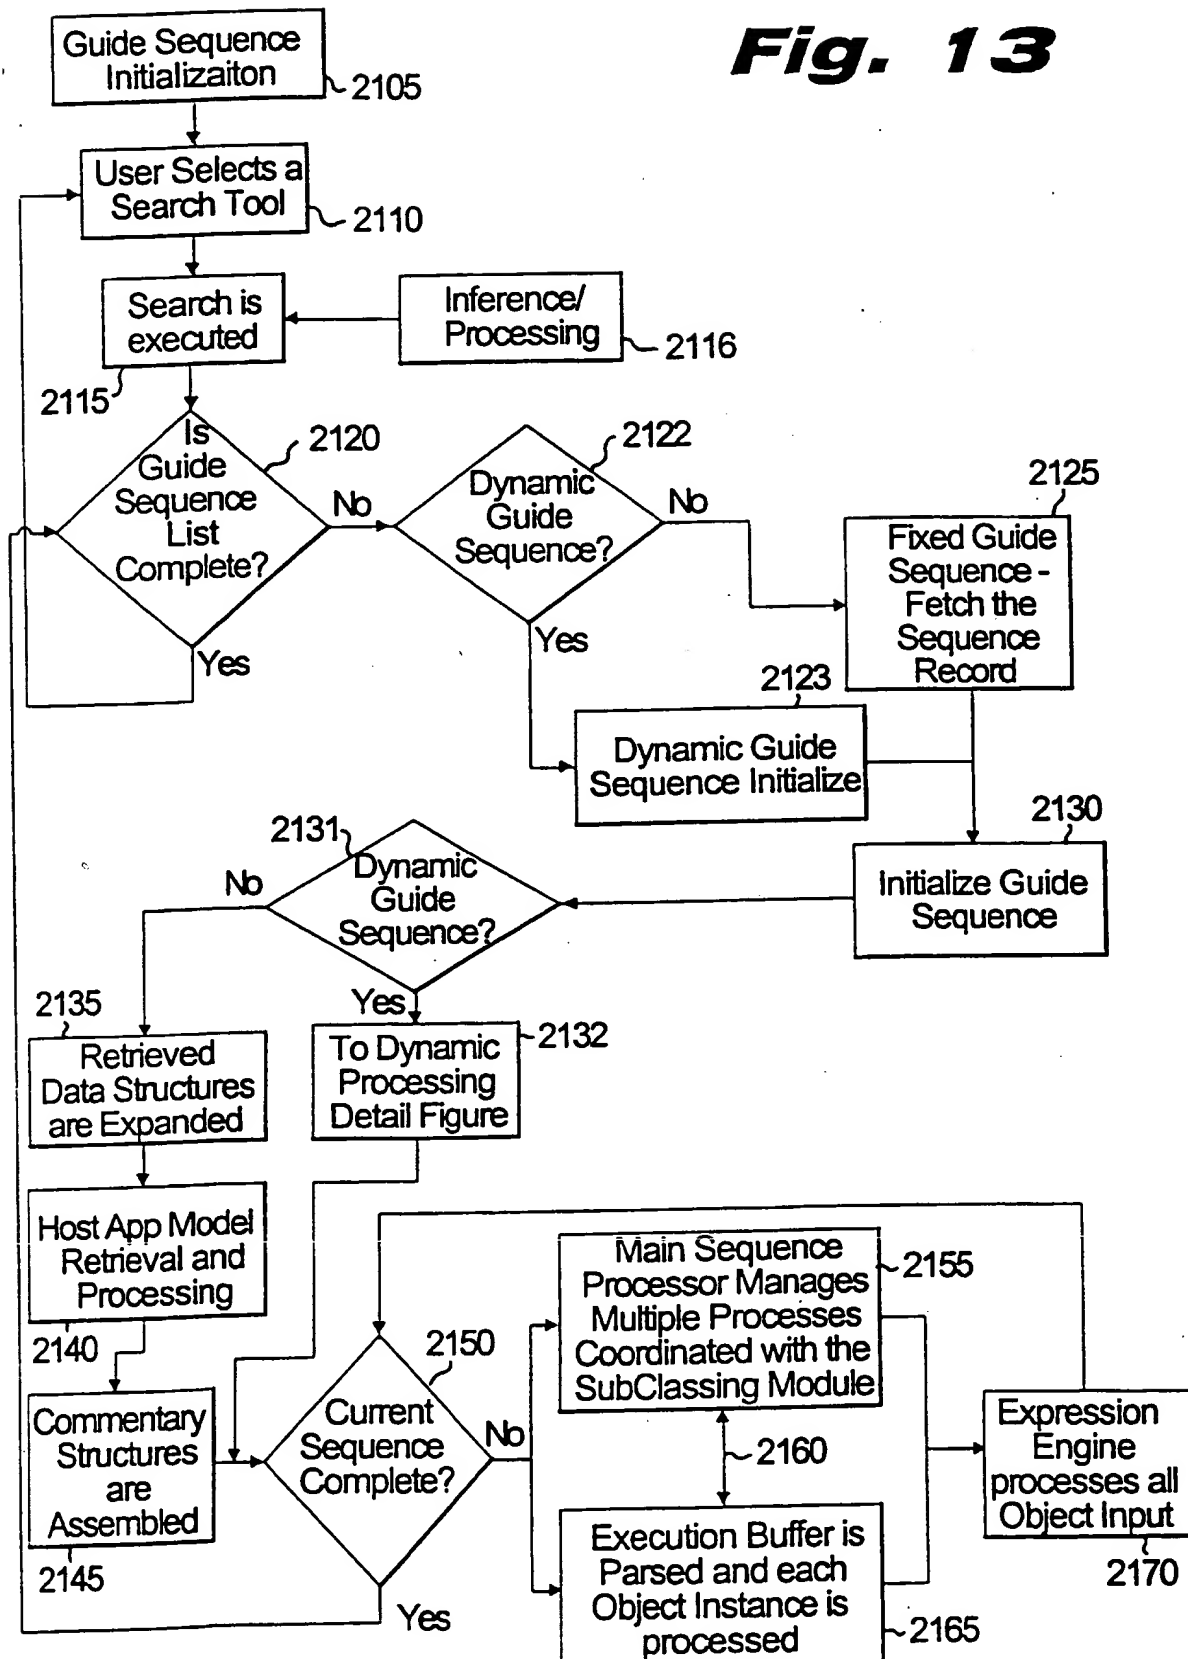 Fig. 13
Guide Sequence
Initializaiton
2105
User Selects a
Search Tool
2110
Search is
executed
2115
Inference/
Processing
2116
Is
Guide
Sequence
List
Complete?
2120
No
Yes
Dynamic
Guide
Sequence?
2122
No
Yes
2125
Fixed Guide
Sequence -
Fetch the
Sequence
Record
2123
Dynamic Guide
Sequence Initialize
2130
Initialize Guide
Sequence
2131
Dynamic
Guide
Sequence?
No
Yes
2135
Retrieved
Data Structures
are Expanded
2132
To Dynamic
Processing
Detail Figure
Host App Model
Retrieval and
Processing
2140
Commentary
Structures
are
Assembled
2145
2150
Current
Sequence
Complete?
No
Yes
Main Sequence
Processor Manages
Multiple Processes
Coordinated with the
SubClassing Module
2155
2160
Execution Buffer is
Parsed and each
Object Instance is
processed
2165
Expression
Engine
processes all
Object Input
2170